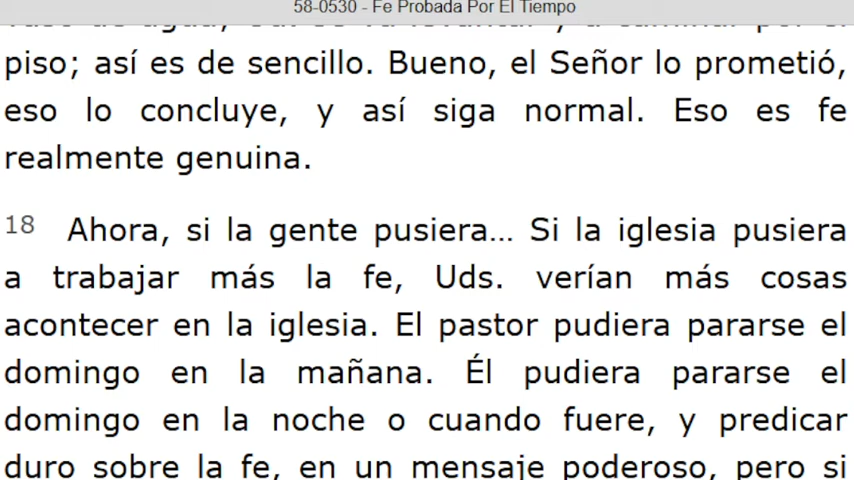 58-0530 - Fe Probada Por El Tiempo
piso; así es de sencillo. Bueno, el Señor lo prometió,
eso lo concluye, y así siga normal. Eso es fe
realmente genuina.
18 Ahora, si la gente pusiera... Si la iglesia pusiera
a trabajar más la fe, Uds. verían más cosas
acontecer en la iglesia. El pastor pudiera pararse el
domingo en la mañana. Él pudiera pararse el
domingo en la noche o cuando fuere, y predicar
duro sobre la fe, en un mensaje poderoso, pero si